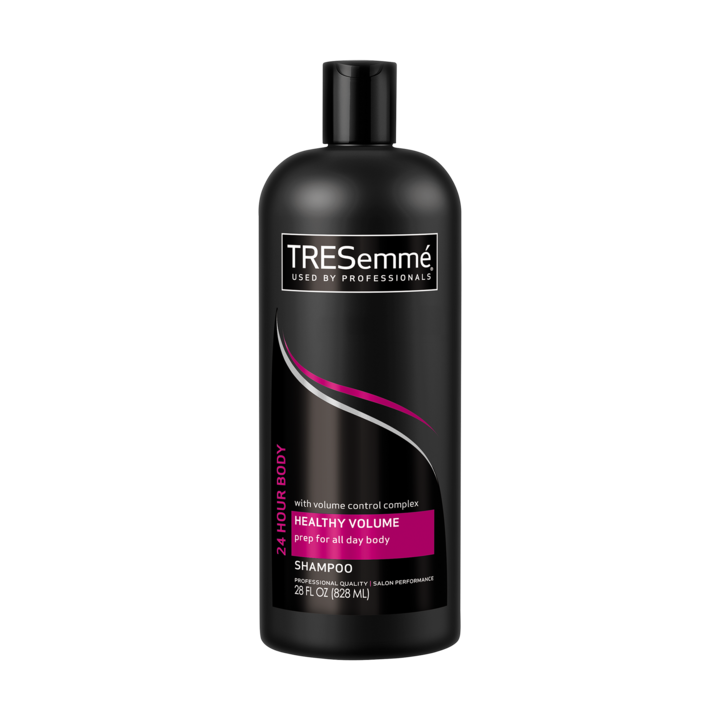 TRESemmé®
USED BY PROFESSIONALS
24 HOUR BODY
with volume control complex
HEALTHY VOLUME
prep for all day body
SHAMPOO
PROFESSIONAL QUALITY | SALON PERFORMANCE
28 FL OZ (828 ML)